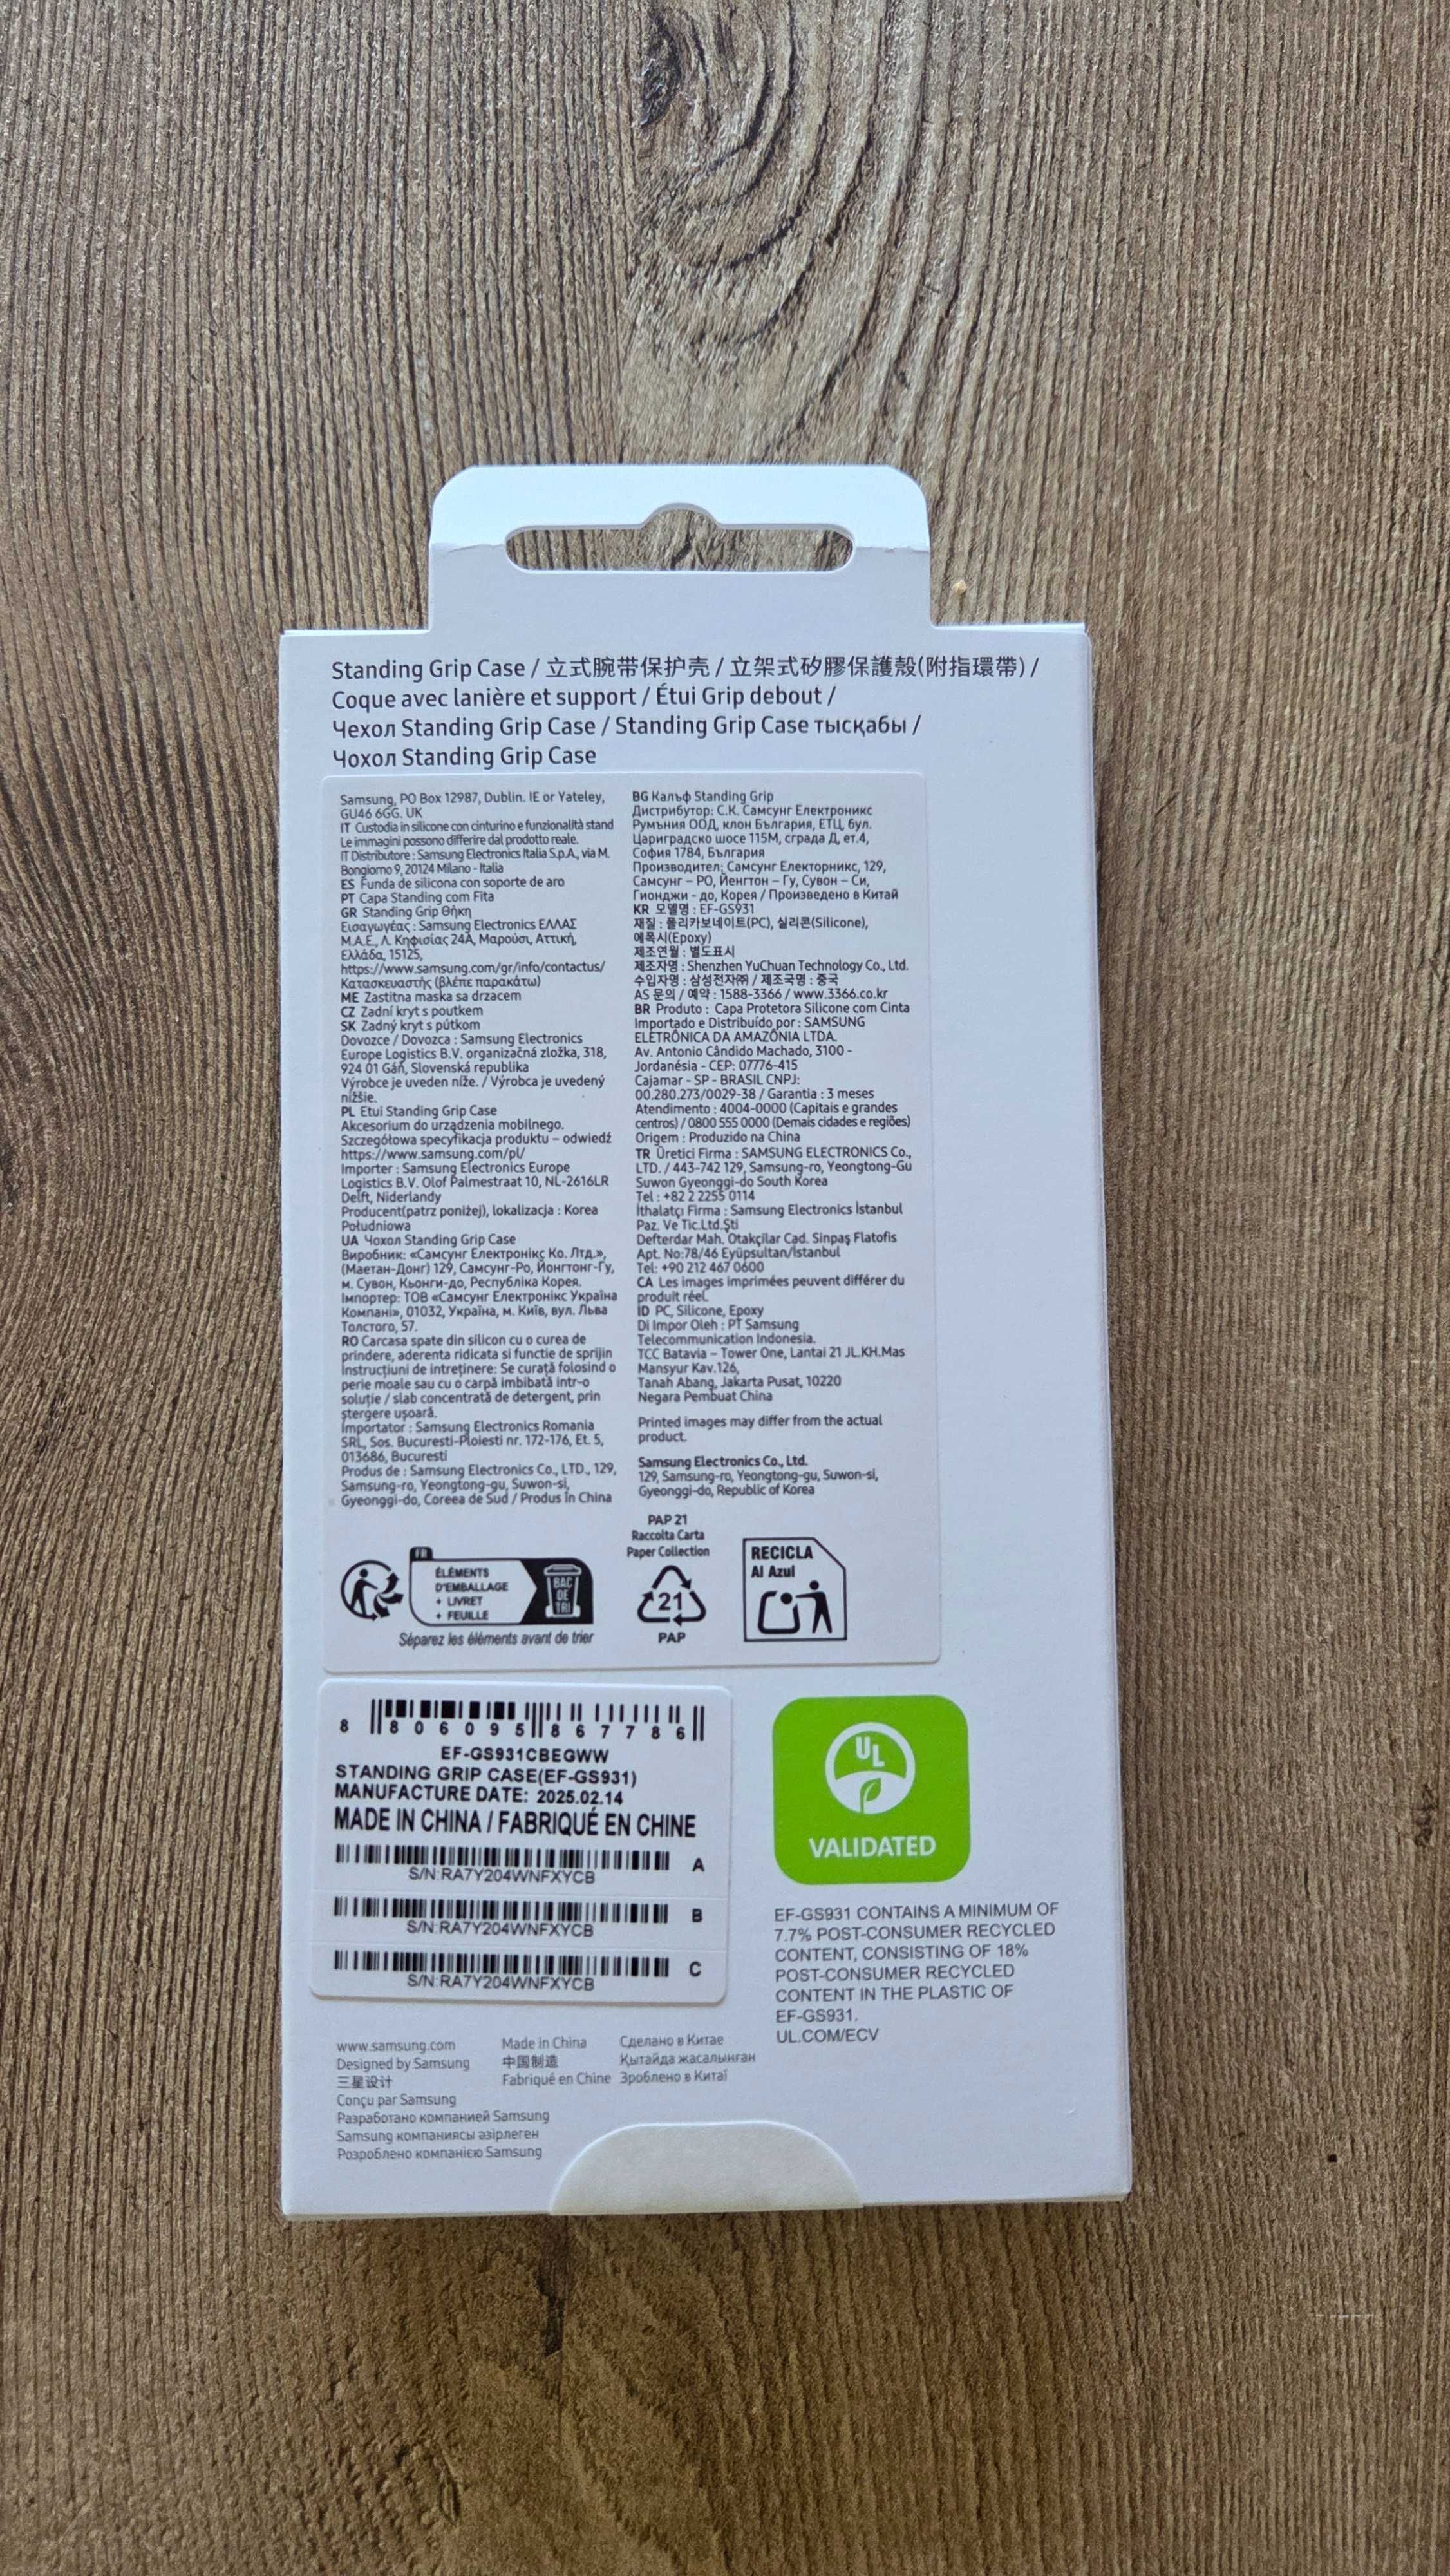 Standing Grip Case / 立式腕带保护壳 / 立架式矽膠保護殼(附指環帶) /
Coque avec lanière et support / Étui Grip debout /
Чехол Standing Grip Case / Standing Grip Case тысқабы /
Чохол Standing Grip Case
Samsung, PO Box 12987, Dublin. IE or Yateley,
GU46 6GG. UK
IT Custodia in silicone con cinturino e funzionalità stand
Le immagini possono differire dal prodotto reale.
IT Distributore : Samsung Electronics Italia S.p.A., via M.
Bongiorno 9, 20124 Milano - Italia
ES Funda de silicona con soporte de aro
PT Capa Standing com Fita
GR Standing Grip Θήκη
Εισαγωγέας : Samsung Electronics ΕΛΛΑΣ
Μ.Α.Ε., Λ. Κηφισίας 24Α, Μαρούσι, Αττική,
Ελλάδα, 15125,
https://www.samsung.com/gr/info/contactus/
Κατασκευαστής (βλέπε παρακάτω)
ME Zastitna maska sa drzacem
CZ Zadní kryt s poutkem
SK Zadný kryt s pútkom
Dovozce / Dovozca : Samsung Electronics
Europe Logistics B.V. organizačná zložka, 318,
924 01 Gáň, Slovenská republika
Výrobce je uveden níže. / Výrobca je uvedený
nižšie.
PL Etui Standing Grip Case
Akcesorium do urządzenia mobilnego.
Szczegółowa specyfikacja produktu – odwiedź
https://www.samsung.com/pl/
Importer : Samsung Electronics Europe
Logistics B.V. Olof Palmestraat 10, NL-2616LR
Delft, Niderlandy
Producent(patrz poniżej), lokalizacja : Korea
Południowa
UA Чохол Standing Grip Case
Виробник: «Самсунг Електронікс Ко. Лтд.»,
(Маетан-Донг) 129, Самсунг-Ро, Йонгтонг-Гу,
м. Сувон, Кьонги-до, Республіка Корея.
Імпортер: ТОВ «Самсунг Електронікс Україна
Компані», 01032, Україна, м. Київ, вул. Льва
Толстого, 57.
RO Carcasa spate din silicon cu o curea de
prindere, aderenta ridicata si functie de sprijin
Instrucțiuni de intreținere: Se curață folosind o
perie moale sau cu o carpă imbibată intr-o
soluție / slab concentrată de detergent, prin
ștergere ușoară.
Importator : Samsung Electronics Romania
SRL, Sos. Bucuresti-Ploiesti nr. 172-176, Et. 5,
013686, Bucuresti
Produs de : Samsung Electronics Co., LTD., 129,
Samsung-ro, Yeongtong-gu, Suwon-si,
Gyeonggi-do, Coreea de Sud / Produs în China
BG Калъф Standing Grip
Дистрибутор: С.К. Самсунг Електроникс
Румъния ООД, клон България, ЕТЦ, бул.
Цариградско шосе 115М, сграда Д, ет.4,
София 1784, България
Производител: Самсунг Електорникс, 129,
Самсунг – РО, Йенгтон – Гу, Сувон – Си,
Гионджи - до, Корея / Произведено в Китай
KR 모델명 : EF-GS931
재질 : 폴리카보네이트(PC), 실리콘(Silicone),
에폭시(Epoxy)
제조연월 : 별도표시
제조자명 : Shenzhen YuChuan Technology Co., Ltd.
수입자명 : 삼성전자㈜ / 제조국명 : 중국
AS 문의 / 예약 : 1588-3366 / www.3366.co.kr
BR Produto : Capa Protetora Silicone com Cinta
Importado e Distribuído por : SAMSUNG
ELETRÔNICA DA AMAZÔNIA LTDA.
Av. Antonio Cândido Machado, 3100 -
Jordanésia - CEP: 07776-415
Cajamar - SP - BRASIL CNPJ:
00.280.273/0029-38 / Garantia : 3 meses
Atendimento : 4004-0000 (Capitais e grandes
centros) / 0800 555 0000 (Demais cidades e regiões)
Origem : Produzido na China
TR Üretici Firma : SAMSUNG ELECTRONICS Co.,
LTD. / 443-742 129, Samsung-ro, Yeongtong-Gu
Suwon Gyeonggi-do South Korea
Tel : +82 2 2255 0114
İthalatçı Firma : Samsung Electronics İstanbul
Paz. Ve Tic.Ltd.Şti
Defterdar Mah. Otakçilar Cad. Sinpaş Flatofis
Apt. No:78/46 Eyüpsultan/İstanbul
Tel: +90 212 467 0600
CA Les images imprimées peuvent différer du
produit réel.
ID PC, Silicone, Epoxy
Di Impor Oleh : PT Samsung
Telecommunication Indonesia.
TCC Batavia – Tower One, Lantai 21 JL.KH.Mas
Mansyur Kav.126,
Tanah Abang, Jakarta Pusat, 10220
Negara Pembuat China
Printed images may differ from the actual
product.
Samsung Electronics Co., Ltd.
129, Samsung-ro, Yeongtong-gu, Suwon-si,
Gyeonggi-do, Republic of Korea
FR
ÉLÉMENTS
D'EMBALLAGE
+ LIVRET
+ FEUILLE
BAC
DE
TRI
Séparez les éléments avant de trier
PAP 21
Raccolta Carta
Paper Collection
21
PAP
RECICLA
Al Azul
8 806095 867786
EF-GS931CBEGWW
STANDING GRIP CASE(EF-GS931)
MANUFACTURE DATE: 2025.02.14
MADE IN CHINA / FABRIQUÉ EN CHINE
A
S/N:RA7Y204WNFXYCB
B
S/N:RA7Y204WNFXYCB
C
S/N:RA7Y204WNFXYCB
UL
VALIDATED
EF-GS931 CONTAINS A MINIMUM OF
7.7% POST-CONSUMER RECYCLED
CONTENT, CONSISTING OF 18%
POST-CONSUMER RECYCLED
CONTENT IN THE PLASTIC OF
EF-GS931.
UL.COM/ECV
www.samsung.com
Designed by Samsung
三星设计
Conçu par Samsung
Разработано компанией Samsung
Samsung компаниясы әзірлеген
Розроблено компанією Samsung
Made in China
中国制造
Fabriqué en Chine
Сделано в Китае
Қытайда жасалынған
Зроблено в Китаї